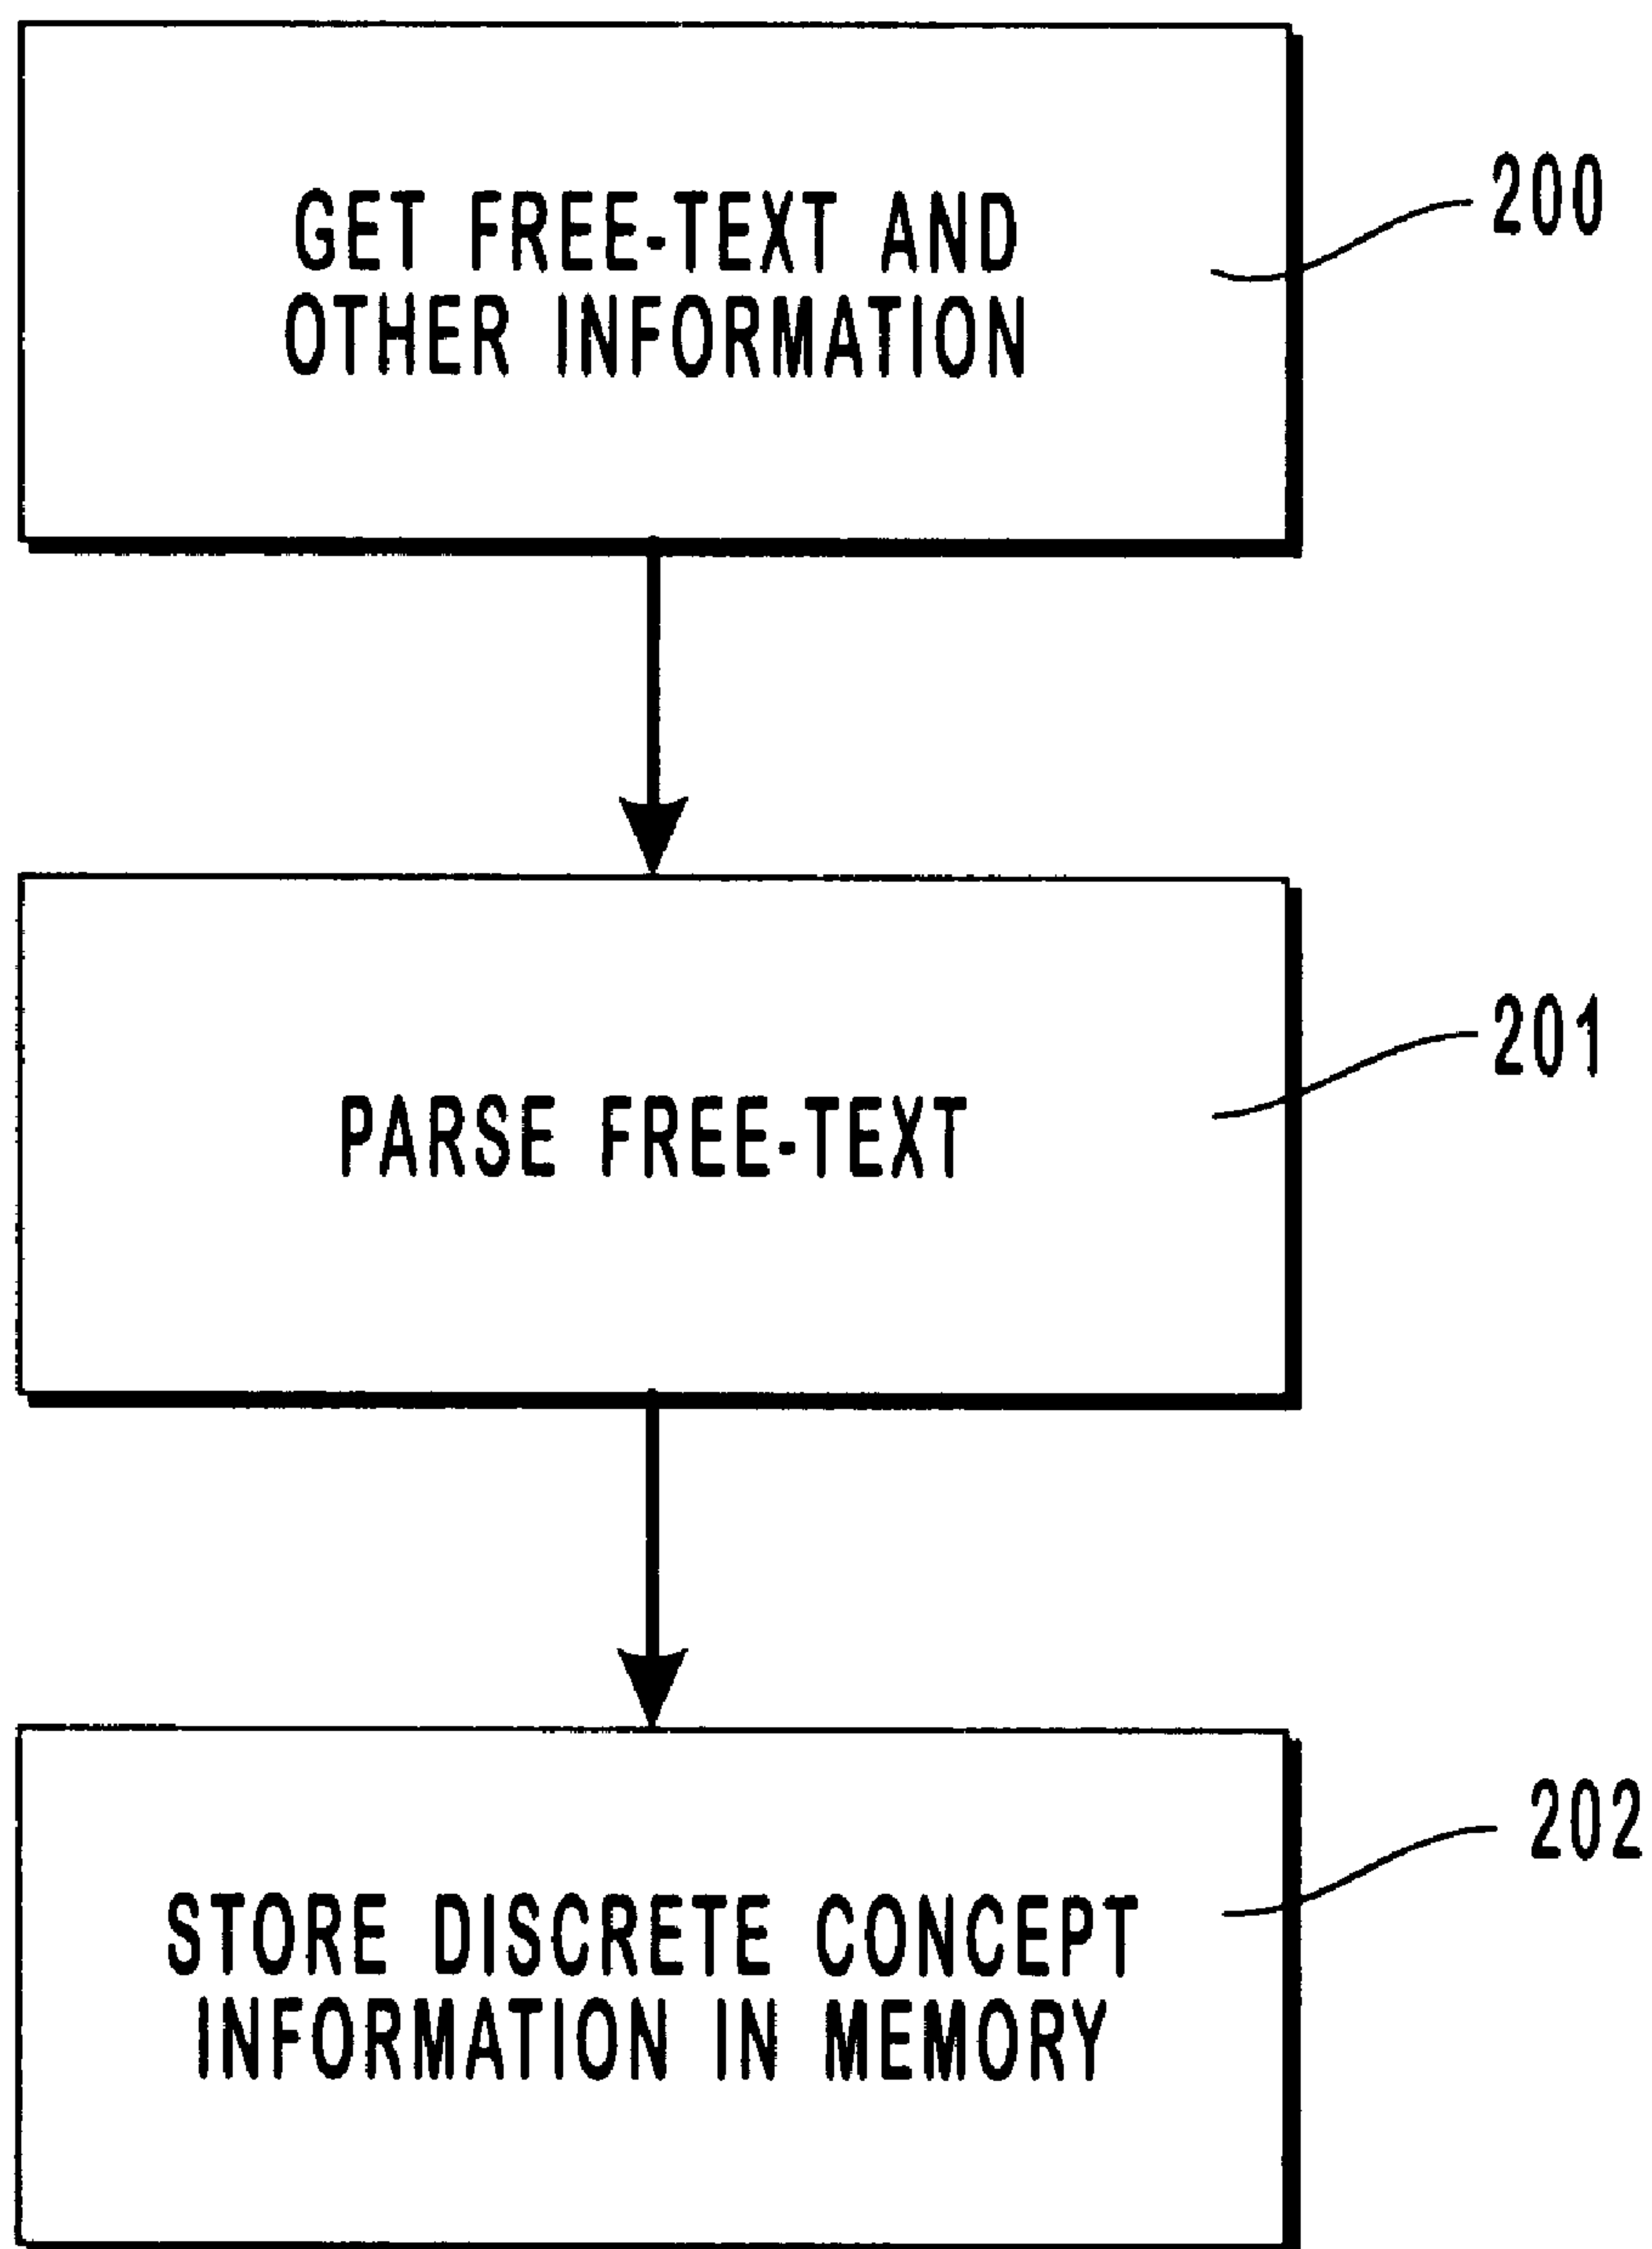 GET FREE-TEXT AND
OTHER INFORMATION
200
PARSE FREE-TEXT
201
STORE DISCRETE CONCEPT
INFORMATION IN MEMORY
202